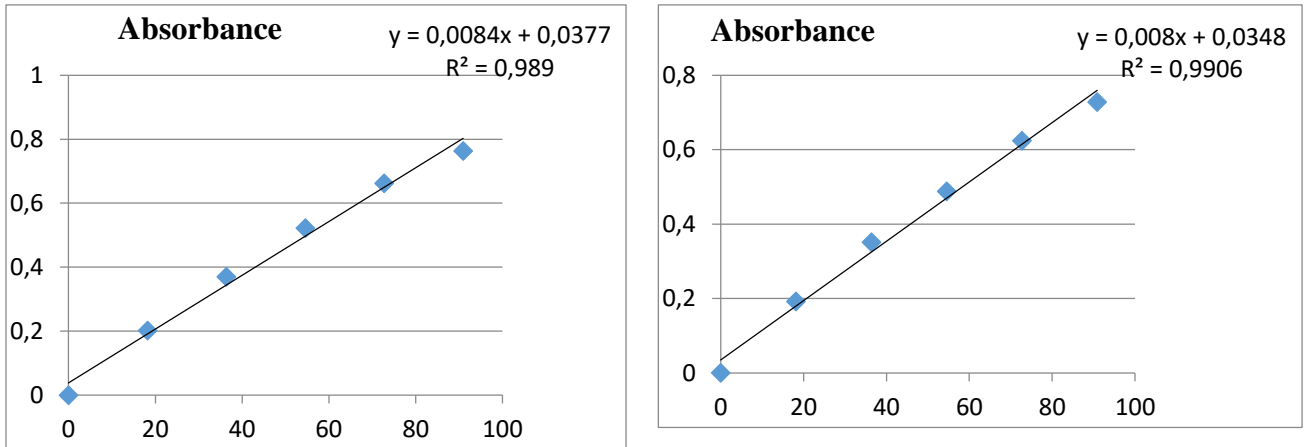 Absorbance
y = 0,0084x + 0,0377
R² = 0,989
1
0,8
0,6
0,4
0,2
0
0 20 40 60 80 100
Absorbance
y = 0,008x + 0,0348
R² = 0,9906
0,8
0,6
0,4
0,2
0
0 20 40 60 80 100